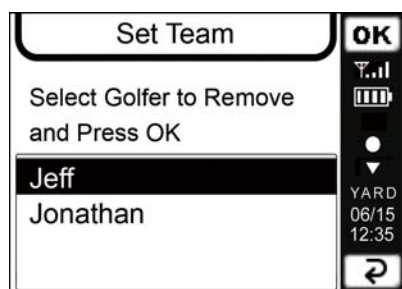 Set Team
OK
Select Golfer to Remove
and Press OK
Jeff
Jonathan
YARD
06/15
12:35